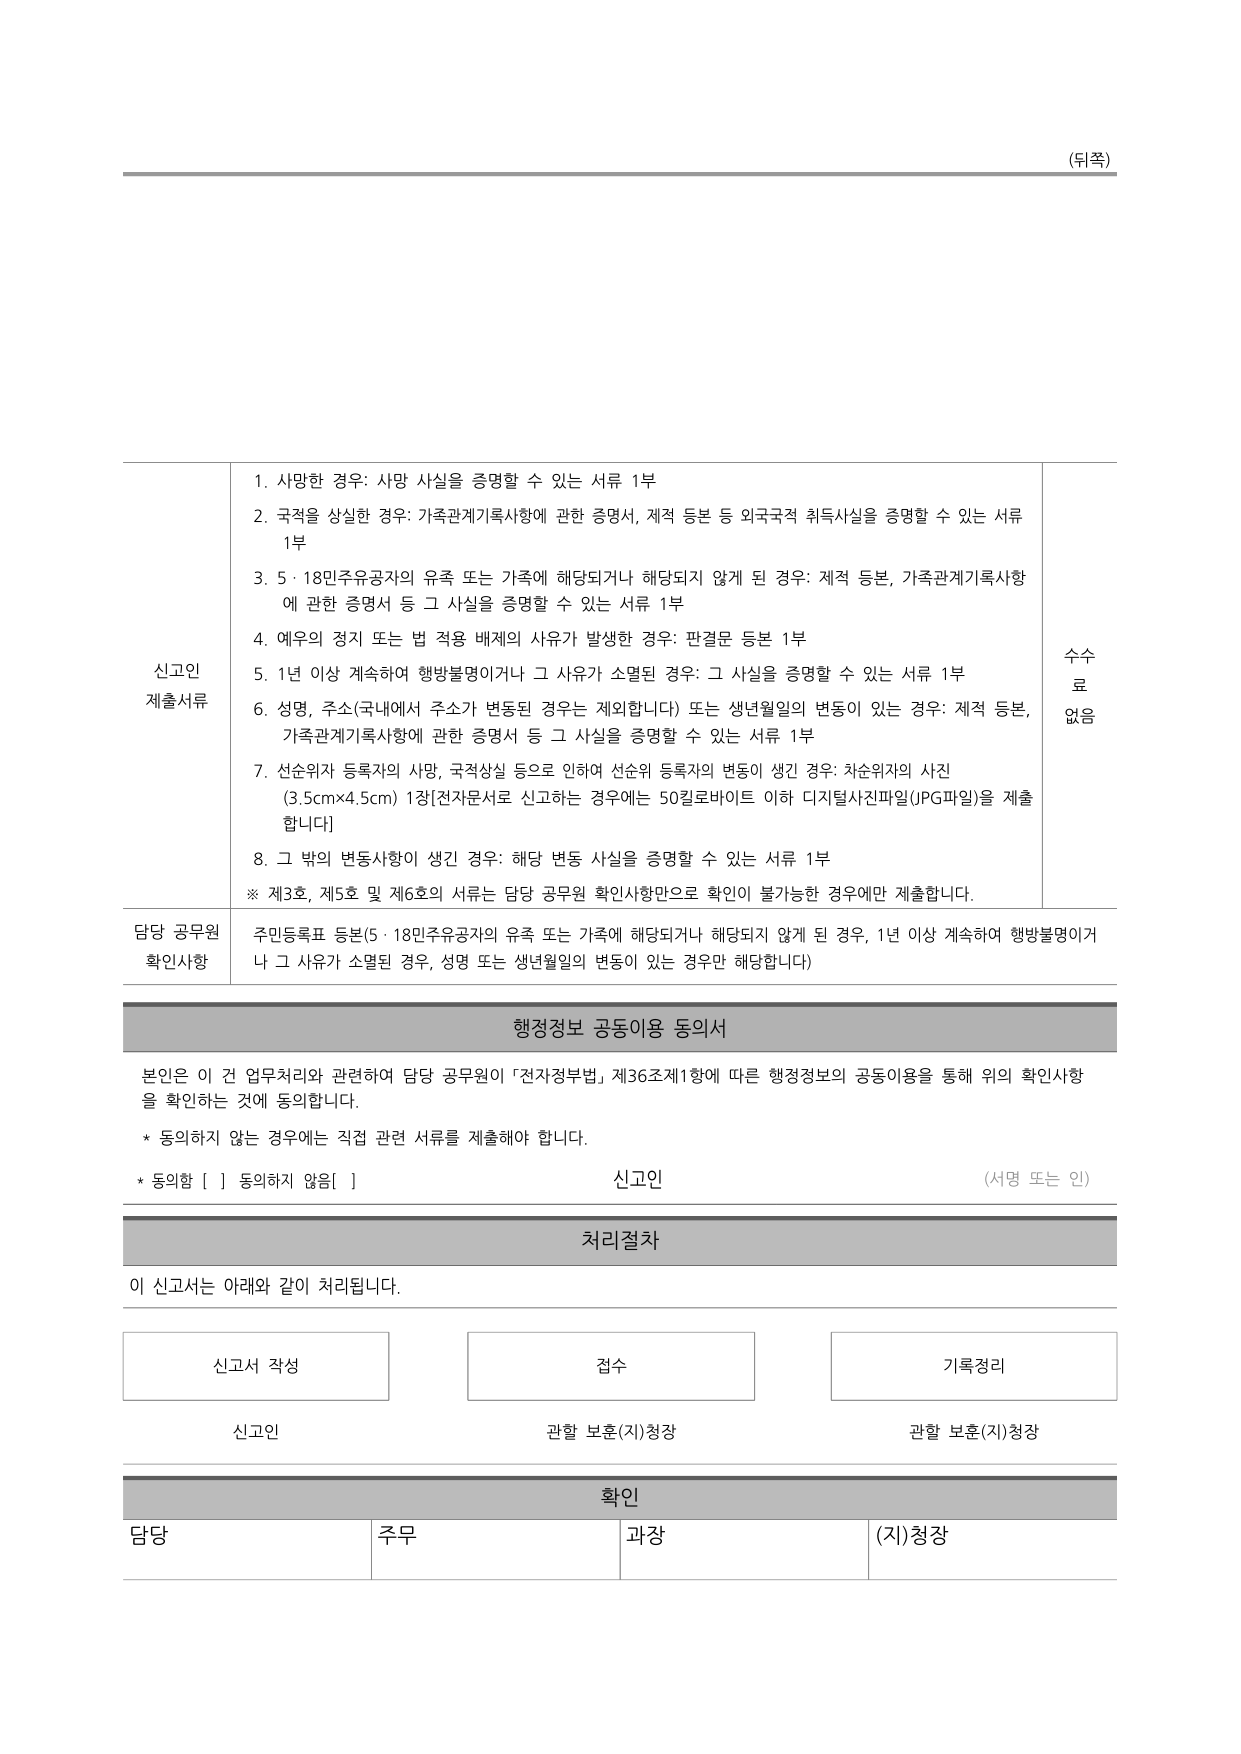 (뒤쪽)
신고인
제출서류
1. 사망한 경우: 사망 사실을 증명할 수 있는 서류 1부
2. 국적을 상실한 경우: 가족관계기록사항에 관한 증명서, 제적 등본 등 외국국적 취득사실을 증명할 수 있는 서류
1부
3. 5ㆍ18민주유공자의 유족 또는 가족에 해당되거나 해당되지 않게 된 경우: 제적 등본, 가족관계기록사항
에 관한 증명서 등 그 사실을 증명할 수 있는 서류 1부
4. 예우의 정지 또는 법 적용 배제의 사유가 발생한 경우: 판결문 등본 1부
5. 1년 이상 계속하여 행방불명이거나 그 사유가 소멸된 경우: 그 사실을 증명할 수 있는 서류 1부
6. 성명, 주소(국내에서 주소가 변동된 경우는 제외합니다) 또는 생년월일의 변동이 있는 경우: 제적 등본,
가족관계기록사항에 관한 증명서 등 그 사실을 증명할 수 있는 서류 1부
7. 선순위자 등록자의 사망, 국적상실 등으로 인하여 선순위 등록자의 변동이 생긴 경우: 차순위자의 사진
(3.5cm×4.5cm) 1장[전자문서로 신고하는 경우에는 50킬로바이트 이하 디지털사진파일(JPG파일)을 제출
합니다]
8. 그 밖의 변동사항이 생긴 경우: 해당 변동 사실을 증명할 수 있는 서류 1부
※ 제3호, 제5호 및 제6호의 서류는 담당 공무원 확인사항만으로 확인이 불가능한 경우에만 제출합니다.
수수
료
없음
담당 공무원
확인사항
주민등록표 등본(5ㆍ18민주유공자의 유족 또는 가족에 해당되거나 해당되지 않게 된 경우, 1년 이상 계속하여 행방불명이거
나 그 사유가 소멸된 경우, 성명 또는 생년월일의 변동이 있는 경우만 해당합니다)
행정정보 공동이용 동의서
본인은 이 건 업무처리와 관련하여 담당 공무원이 「전자정부법」 제36조제1항에 따른 행정정보의 공동이용을 통해 위의 확인사항
을 확인하는 것에 동의합니다.
* 동의하지 않는 경우에는 직접 관련 서류를 제출해야 합니다.
* 동의함 [ ] 동의하지 않음[ ] 신고인 (서명 또는 인)
처리절차
이 신고서는 아래와 같이 처리됩니다.
신고서 작성 접수 기록정리
신고인 관할 보훈(지)청장 관할 보훈(지)청장
확인
담당 주무 과장 (지)청장